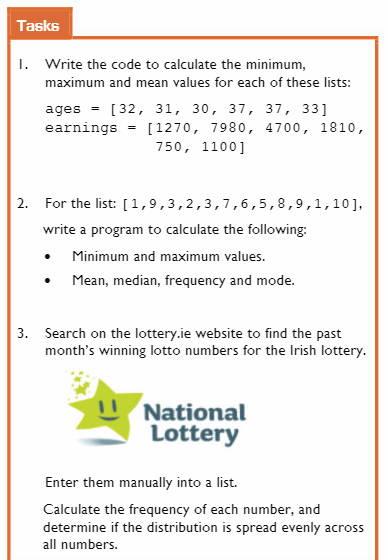 Tasks
1. Write the code to calculate the minimum,
maximum and mean values for each of these lists:
ages = [32, 31, 30, 37, 37, 33]
earnings = [1270, 7980, 4700, 1810,
750, 1100]
2. For the list: [1,9,3,2,3,7,6,5,8,9,1,10],
write a program to calculate the following:
• Minimum and maximum values.
• Mean, median, frequency and mode.
3. Search on the lottery.ie website to find the past
month's winning lotto numbers for the Irish lottery.
National
Lottery
Enter them manually into a list.
Calculate the frequency of each number, and
determine if the distribution is spread evenly across
all numbers.